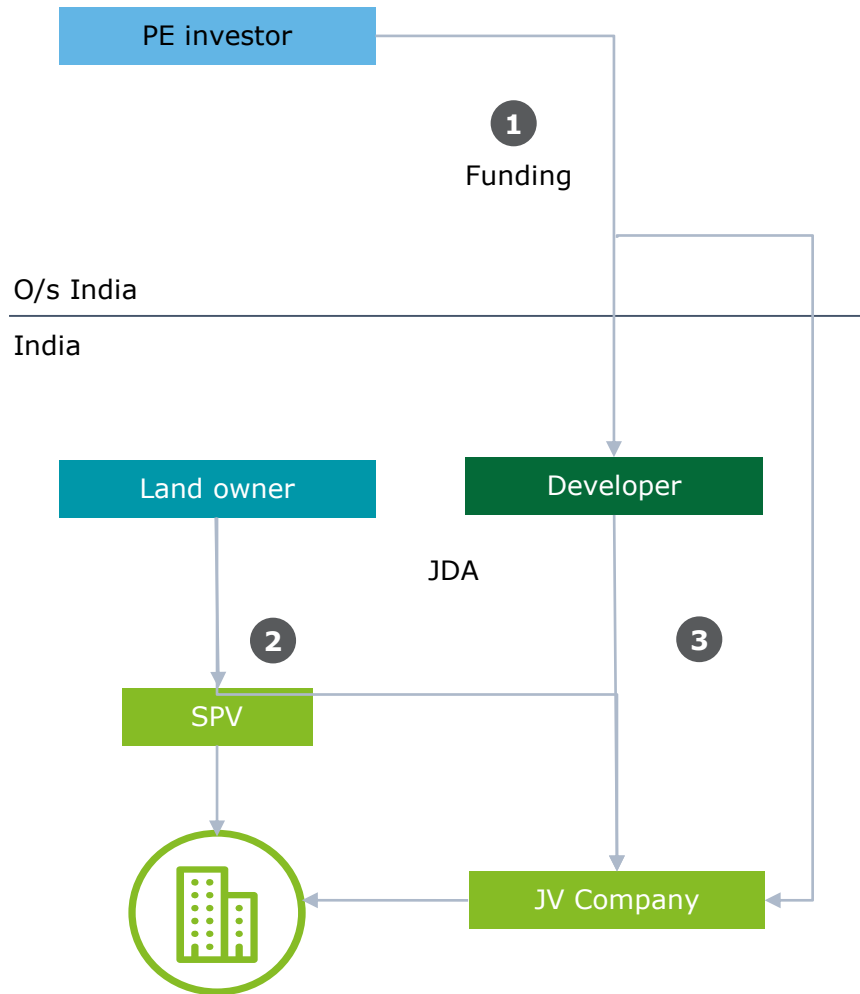 PE investor
1
Funding
O/s India
India
Land owner
Developer
JDA
2
3
SPV
JV Company